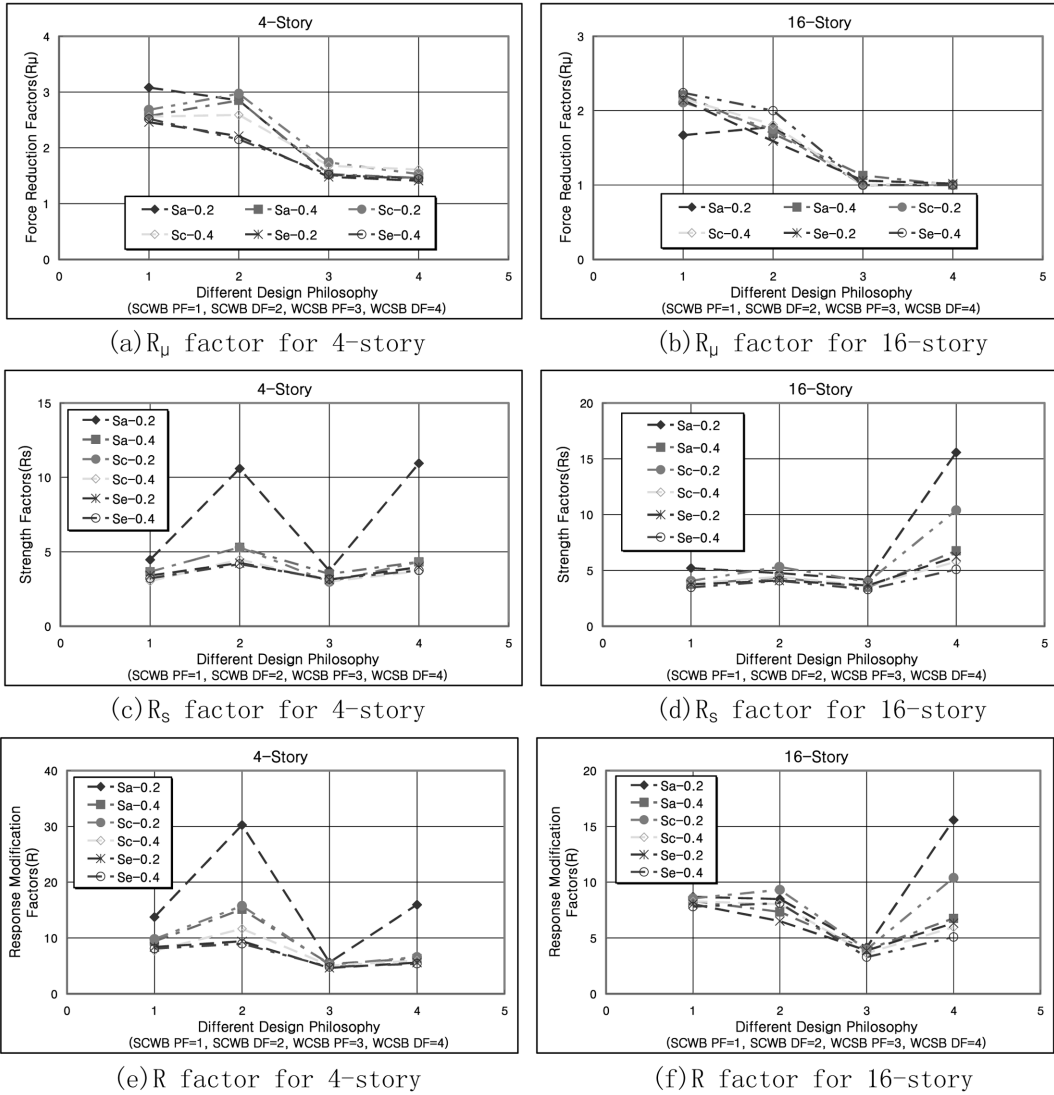 4-Story
Force Reduction Factors(Rμ)
4
3
2
1
0
Sa-0.2 Sa-0.4 Sc-0.2
Sc-0.4 Se-0.2 Se-0.4
0 1 2 3 4 5
Different Design Philosophy
(SCWB PF=1, SCWB DF=2, WCSB PF=3, WCSB DF=4)
(a)Rμ factor for 4-story
16-Story
Force Reduction Factors(Rμ)
3
2
1
0
Sa-0.2 Sa-0.4 Sc-0.2
Sc-0.4 Se-0.2 Se-0.4
0 1 2 3 4 5
Different Design Philosophy
(SCWB PF=1, SCWB DF=2, WCSB PF=3, WCSB DF=4)
(b)Rμ factor for 16-story
4-Story
Strength Factors(Rs)
15
10
5
0
Sa-0.2
Sa-0.4
Sc-0.2
Sc-0.4
Se-0.2
Se-0.4
0 1 2 3 4 5
Different Design Philosophy
(SCWB PF=1, SCWB DF=2, WCSB PF=3, WCSB DF=4)
(c)Rs factor for 4-story
16-Story
Strength Factors(Rs)
20
15
10
5
0
Sa-0.2
Sa-0.4
Sc-0.2
Sc-0.4
Se-0.2
Se-0.4
0 1 2 3 4 5
Different Design Philosophy
(SCWB PF=1, SCWB DF=2, WCSB PF=3, WCSB DF=4)
(d)Rs factor for 16-story
4-Story
Response Modification
Factors(R)
40
30
20
10
0
Sa-0.2
Sa-0.4
Sc-0.2
Sc-0.4
Se-0.2
Se-0.4
0 1 2 3 4 5
Different Design Philosophy
(SCWB PF=1, SCWB DF=2, WCSB PF=3, WCSB DF=4)
(e)R factor for 4-story
16-Story
Response Modification
Factors(R)
20
15
10
5
0
Sa-0.2
Sa-0.4
Sc-0.2
Sc-0.4
Se-0.2
Se-0.4
0 1 2 3 4 5
Different Design Philosophy
(SCWB PF=1, SCWB DF=2, WCSB PF=3, WCSB DF=4)
(f)R factor for 16-story